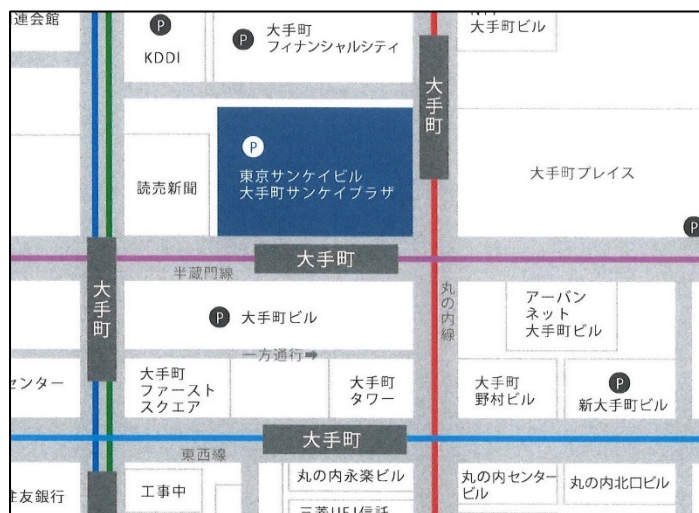 連会館
P
KDDI
P
大手町
フィナンシャルシティ
大手町ビル
大手町
P
東京サンケイビル
大手町サンケイプラザ
読売新聞
大手町プレイス
P
大手町
半蔵門線
大手町
丸の内線
P
大手町ビル
アーバン
ネット
大手町ビル
一方通行➡
センター
大手町
ファースト
スクエア
大手町
タワー
大手町
野村ビル
P
新大手町ビル
大手町
東西線
丸の内永楽ビル
丸の内センター
ビル
丸の内北口ビル
住友銀行
工事中
三菱UFJ信託